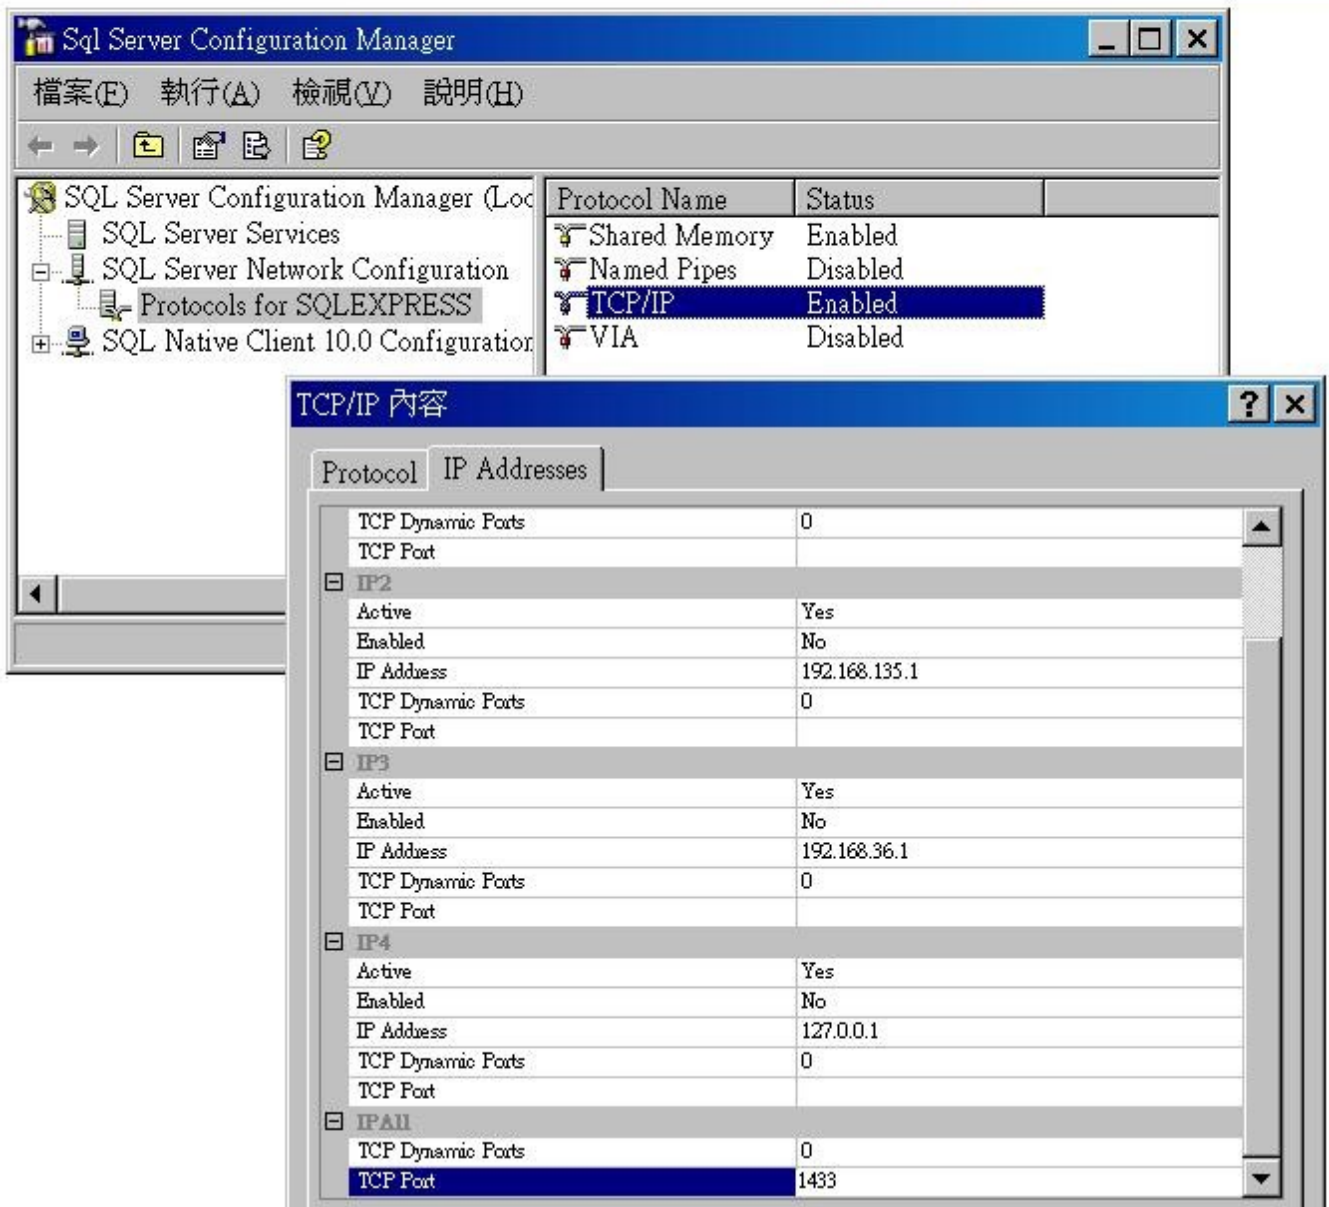 Sql Server Configuration Manager
檔案(F) 執行(A) 檢視(V) 說明(H)
SQL Server Configuration Manager (Loc
SQL Server Services
SQL Server Network Configuration
Protocols for SQLEXPRESS
SQL Native Client 10.0 Configuration
Protocol Name Status
Shared Memory Enabled
Named Pipes Disabled
TCP/IP Enabled
VIA Disabled
TCP/IP 內容
Protocol IP Addresses
TCP Dynamic Ports 0
TCP Port
IP2
Active Yes
Enabled No
IP Address 192.168.135.1
TCP Dynamic Ports 0
TCP Port
IP3
Active Yes
Enabled No
IP Address 192.168.36.1
TCP Dynamic Ports 0
TCP Port
IP4
Active Yes
Enabled No
IP Address 127.0.0.1
TCP Dynamic Ports 0
TCP Port
IPAll
TCP Dynamic Ports 0
TCP Port 1433